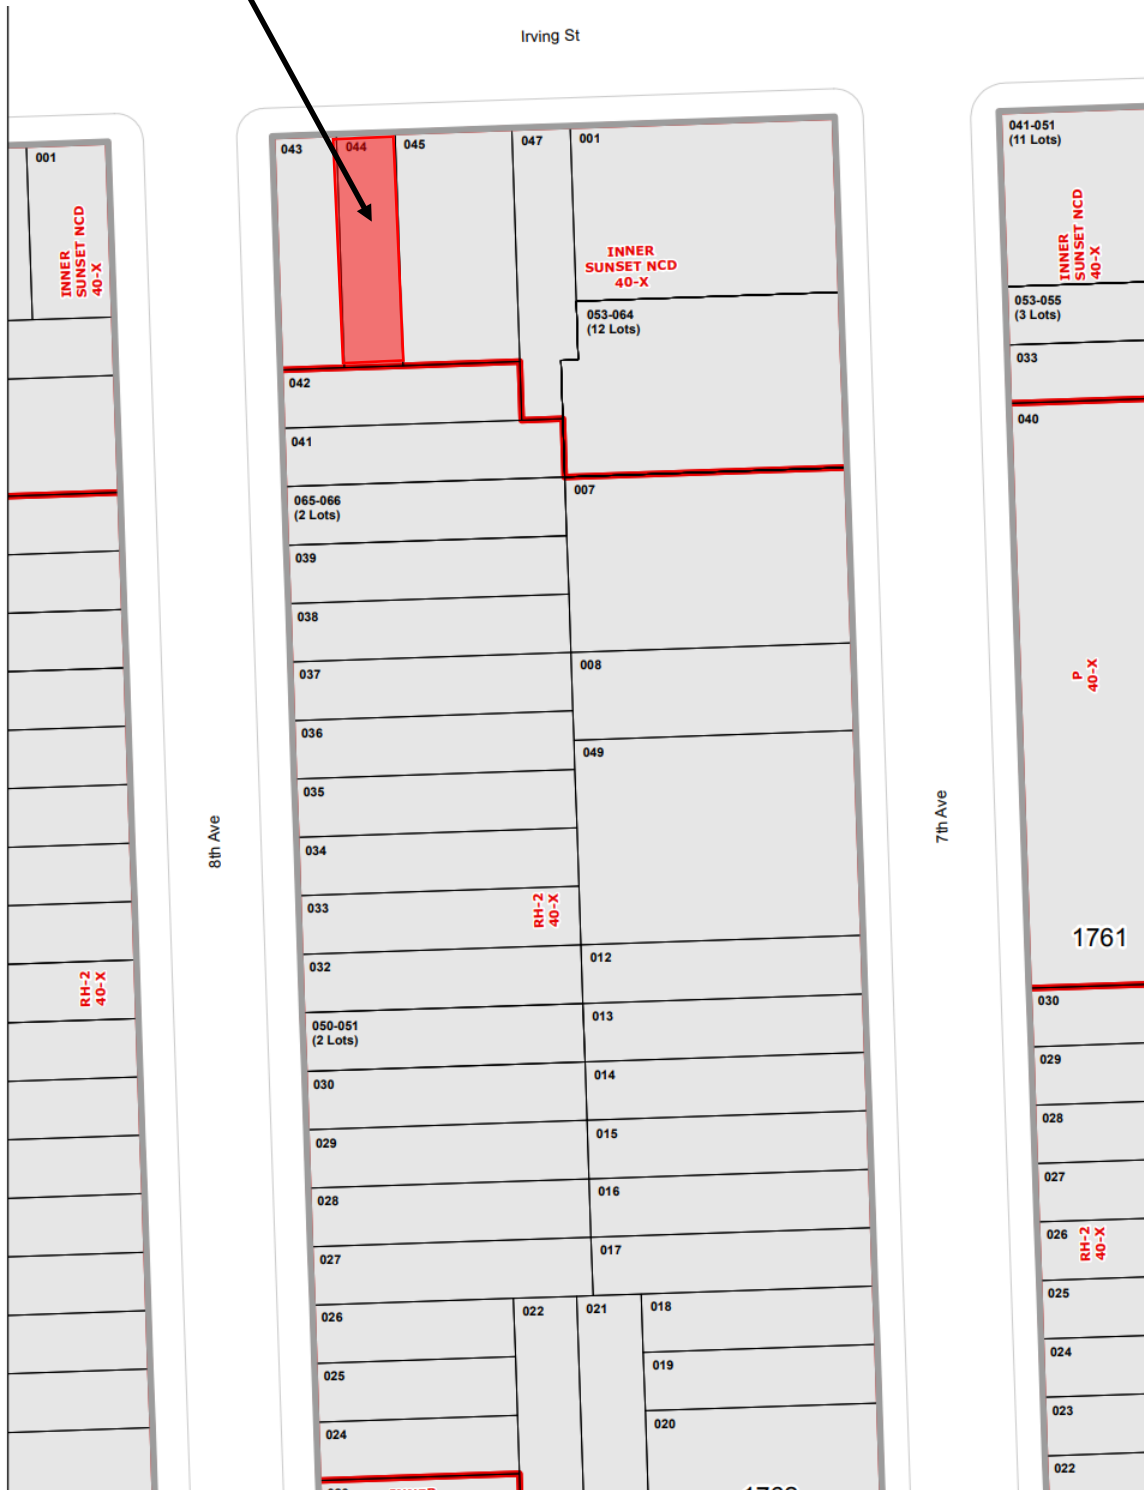 Irving St
001
INNER
SUNSET NCD
40-X
RH-2
40-X
8th Ave
043
044
045
047
001
INNER
SUNSET NCD
40-X
053-064
(12 Lots)
042
041
065-066
(2 Lots)
039
038
037
036
035
034
033
032
050-051
(2 Lots)
030
029
028
027
026
025
024
RH-2
40-X
007
008
049
012
013
014
015
016
017
022
021
018
019
020
7th Ave
041-051
(11 Lots)
INNER
SUNSET NCD
40-X
053-055
(3 Lots)
033
040
P
40-X
1761
030
029
028
027
026
RH-2
40-X
025
024
023
022